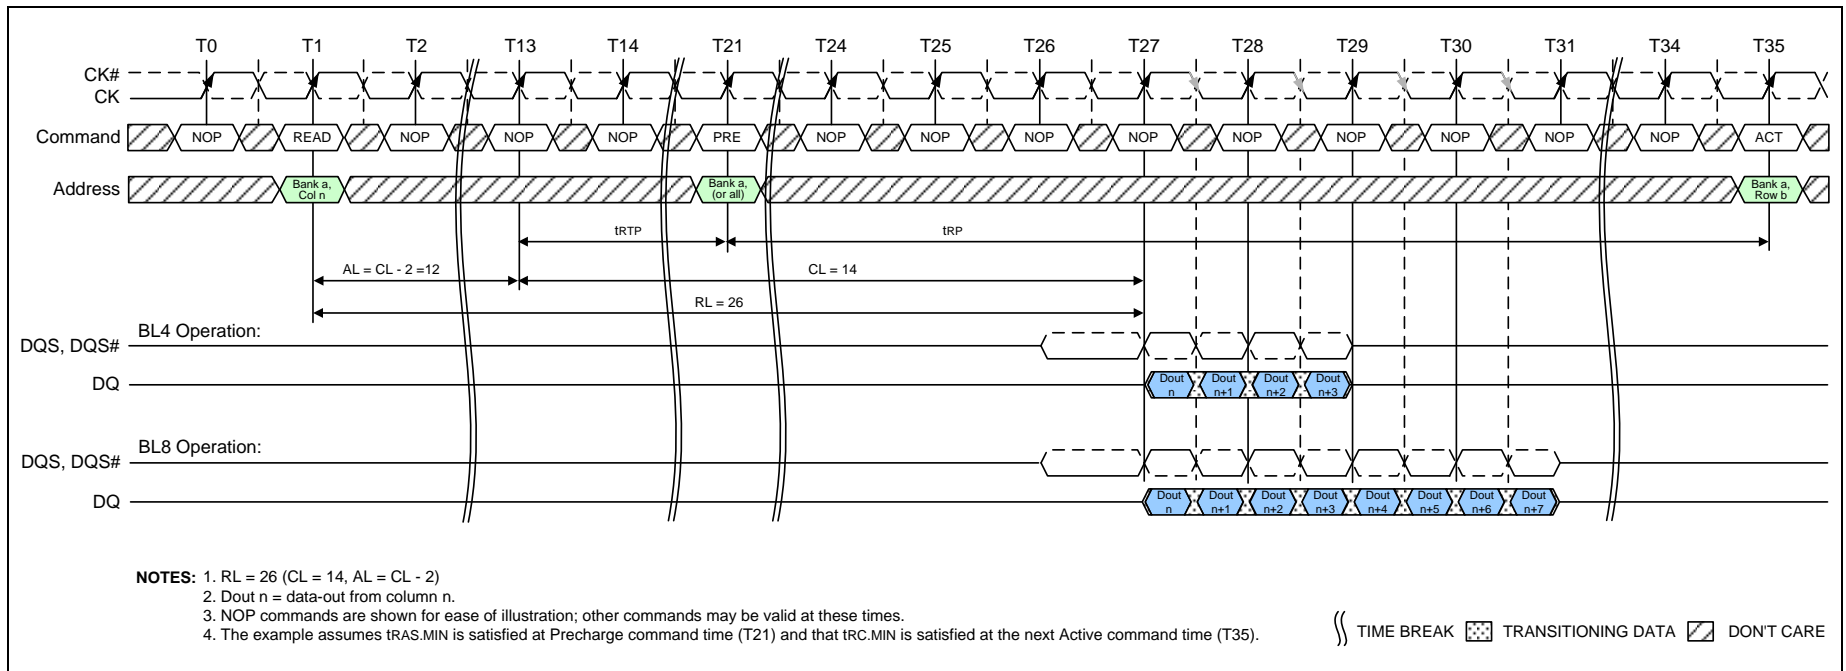 T0 T1 T2 T13 T14 T21 T24 T25 T26 T27 T28 T29 T30 T31 T34 T35
CK#
CK
Command NOP READ NOP NOP NOP PRE NOP NOP NOP NOP NOP NOP NOP NOP NOP ACT
Address Bank a, Col n Bank a, (or all) Bank a, Row b
tRTP tRP
AL = CL - 2 =12 CL = 14
RL = 26
BL4 Operation:
DQS, DQS#
DQ Dout n Dout n+1 Dout n+2 Dout n+3
BL8 Operation:
DQS, DQS#
DQ Dout n Dout n+1 Dout n+2 Dout n+3 Dout n+4 Dout n+5 Dout n+6 Dout n+7
NOTES: 1. RL = 26 (CL = 14, AL = CL - 2)
2. Dout n = data-out from column n.
3. NOP commands are shown for ease of illustration; other commands may be valid at these times.
4. The example assumes tRAS.MIN is satisfied at Precharge command time (T21) and that tRC.MIN is satisfied at the next Active command time (T35).
TIME BREAK TRANSITIONING DATA DON'T CARE